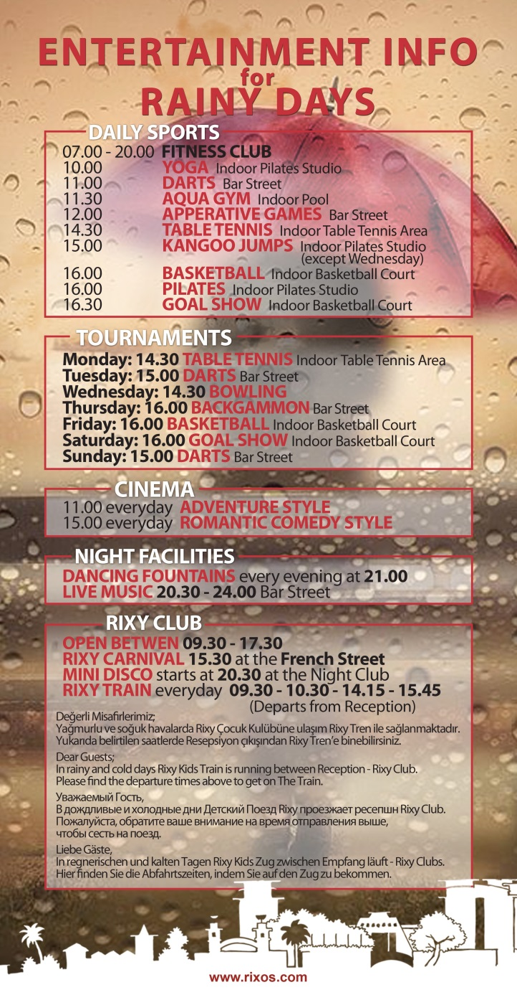 ENTERTAINMENT INFO
for
RAINY DAYS
DAILY SPORTS
07.00 - 20.00 FITNESS CLUB
10.00 YOGA Indoor Pilates Studio
11.00 DARTS Bar Street
11.30 AQUA GYM Indoor Pool
12.00 APPERATIVE GAMES Bar Street
14.30 TABLE TENNIS Indoor Table Tennis Area
15.00 KANGOO JUMPS Indoor Pilates Studio
(except Wednesday)
16.00 BASKETBALL Indoor Basketball Court
16.00 PILATES Indoor Pilates Studio
16.30 GOAL SHOW Indoor Basketball Court
TOURNAMENTS
Monday: 14.30 TABLE TENNIS Indoor Table Tennis Area
Tuesday: 15.00 DARTS Bar Street
Wednesday: 14.30 BOWLING
Thursday: 16.00 BACKGAMMON Bar Street
Friday: 16.00 BASKETBALL Indoor Basketball Court
Saturday: 16.00 GOAL SHOW Indoor Basketball Court
Sunday: 15.00 DARTS Bar Street
CINEMA
11.00 everyday ADVENTURE STYLE
15.00 everyday ROMANTIC COMEDY STYLE
NIGHT FACILITIES
DANCING FOUNTAINS every evening at 21.00
LIVE MUSIC 20.30 - 24.00 Bar Street
RIXY CLUB
OPEN BETWEN 09.30 - 17.30
RIXY CARNIVAL 15.30 at the French Street
MINI DISCO starts at 20.30 at the Night Club
RIXY TRAIN everyday 09.30 - 10.30 - 14.15 - 15.45
(Departs from Reception)
Değerli Misafirlerimiz;
Yağmurlu ve soğuk havalarda Rixy Çocuk Kulübüne ulaşım Rixy Tren ile sağlanmaktadır.
Yukarıda belirtilen saatlerde Resepsiyon çıkışından Rixy Tren'e binebilirsiniz.
Dear Guests;
In rainy and cold days Rixy Kids Train is running between Reception - Rixy Club.
Please find the departure times above to get on The Train.
Уважаемый Гость,
В дождливые и холодные дни Детский Поезд Rixy проезжает ресепшн Rixy Club.
Пожалуйста, обратите ваше внимание на время отправления выше,
чтобы сесть на поезд.
Liebe Gäste,
In regnerischen und kalten Tagen Rixy Kids Zug zwischen Empfang läuft - Rixy Clubs.
Hier finden Sie die Abfahrtszeiten, indem Sie auf den Zug zu bekommen.
www.rixos.com